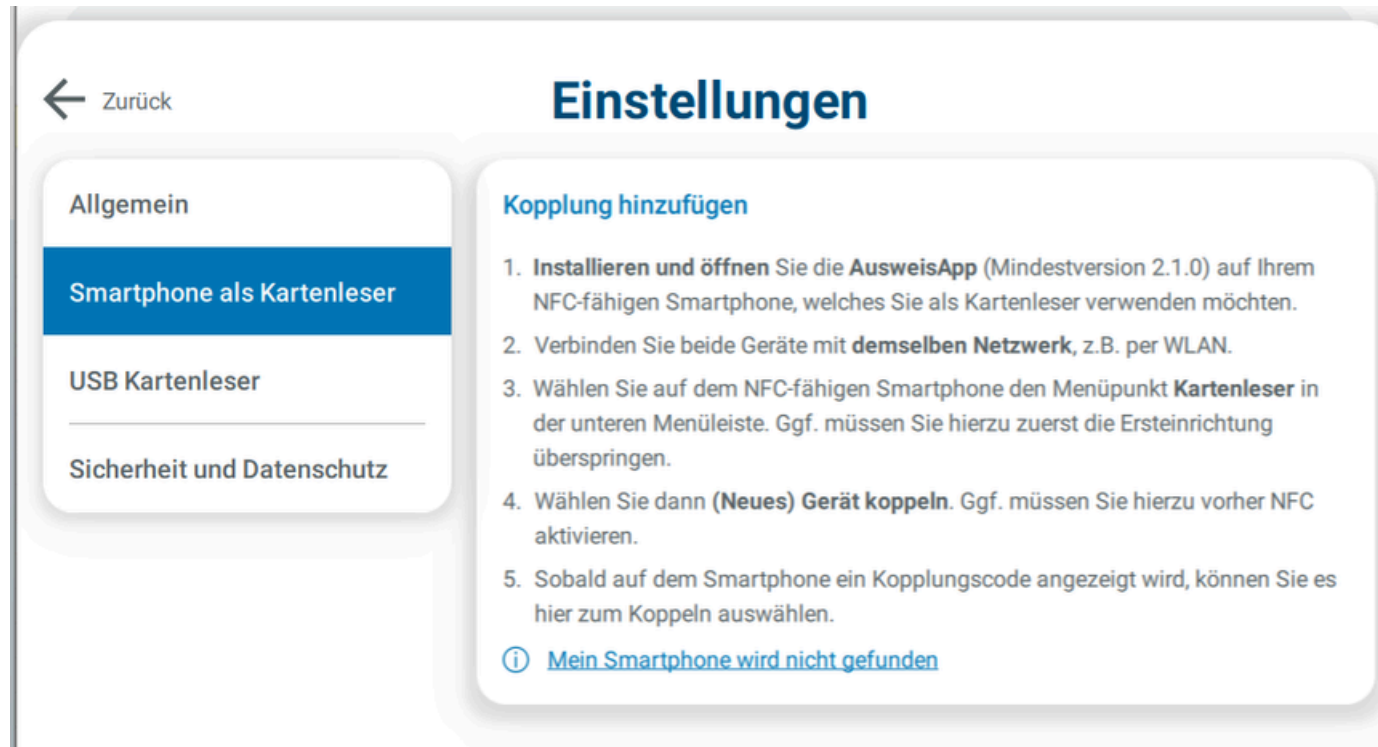 Zurück
Einstellungen
Allgemein
Smartphone als Kartenleser
USB Kartenleser
Sicherheit und Datenschutz
Kopplung hinzufügen
1. Installieren und öffnen Sie die AusweisApp (Mindestversion 2.1.0) auf Ihrem
NFC-fähigen Smartphone, welches Sie als Kartenleser verwenden möchten.
2. Verbinden Sie beide Geräte mit demselben Netzwerk, z.B. per WLAN.
3. Wählen Sie auf dem NFC-fähigen Smartphone den Menüpunkt Kartenleser in
der unteren Menüleiste. Ggf. müssen Sie hierzu zuerst die Ersteinrichtung
überspringen.
4. Wählen Sie dann (Neues) Gerät koppeln. Ggf. müssen Sie hierzu vorher NFC
aktivieren.
5. Sobald auf dem Smartphone ein Kopplungscode angezeigt wird, können Sie es
hier zum Koppeln auswählen.
Mein Smartphone wird nicht gefunden